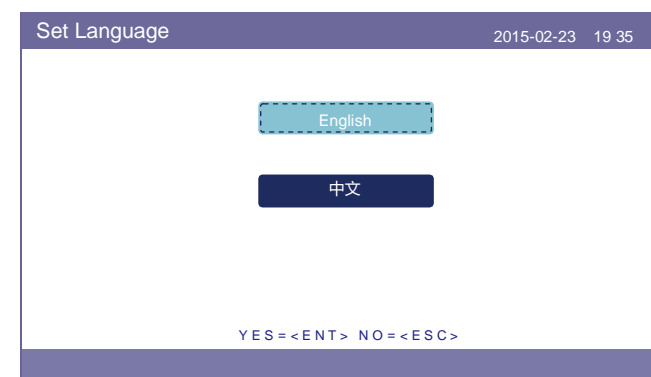 Set Language
2015-02-23 19 35
English
中文
YES=<ENT> NO=<ESC>